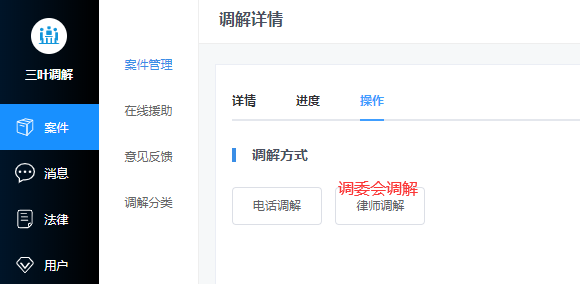 三叶调解
案件
消息
法律
用户
案件管理
在线援助
意见反馈
调解分类
调解详情
详情 进度 操作
调解方式
调委会调解
电话调解 律师调解